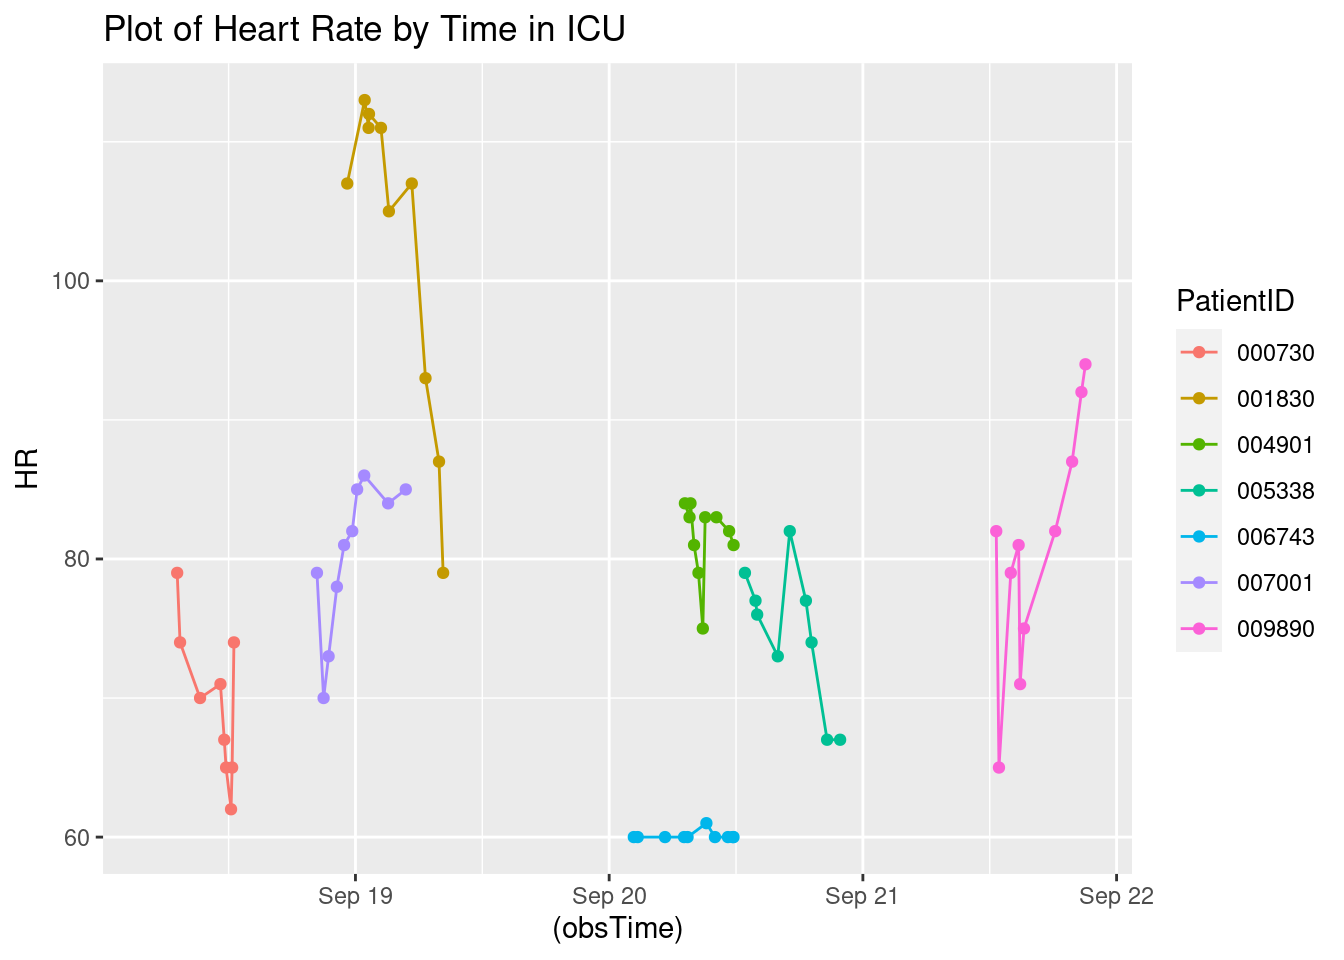 Plot of Heart Rate by Time in ICU
100
80
60
HR
Sep 19
Sep 20
Sep 21
Sep 22
(obsTime)
PatientID
000730
001830
004901
005338
006743
007001
009890